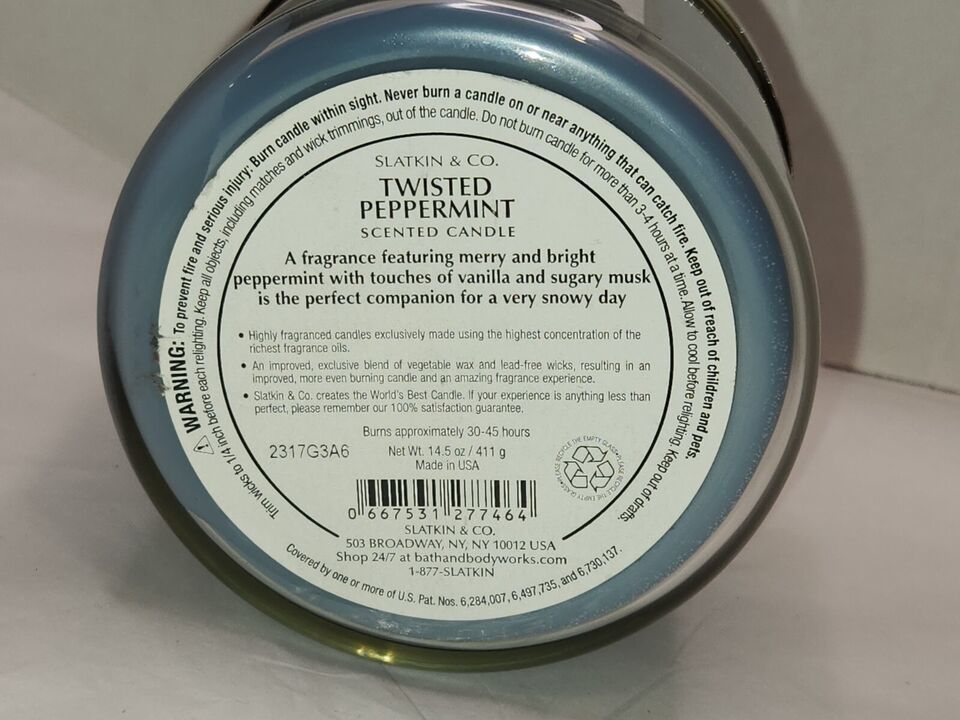 WARNING: To prevent fire and serious injury: Burn candle within sight. Never burn a candle on or near anything that can catch fire. Keep out of reach of children and pets.
Trim wicks to 1/4 inch before each relighting. Keep all objects, including matches and wick trimmings, out of the candle. Do not burn candle for more than 3-4 hours at a time. Allow to cool before relighting. Keep out of drafts.
SLATKIN & CO.
TWISTED
PEPPERMINT
SCENTED CANDLE
A fragrance featuring merry and bright
peppermint with touches of vanilla and sugary musk
is the perfect companion for a very snowy day
• Highly fragranced candles exclusively made using the highest concentration of the
richest fragrance oils.
• An improved, exclusive blend of vegetable wax and lead-free wicks, resulting in an
improved, more even burning candle and an amazing fragrance experience.
• Slatkin & Co. creates the World's Best Candle. If your experience is anything less than
perfect, please remember our 100% satisfaction guarantee.
Burns approximately 30-45 hours
2317G3A6
Net Wt. 14.5 oz / 411 g
Made in USA
PLEASE RECYCLE THE EMPTY GLASS • PLEASE RECYCLE THE EMPTY GLASS •
0 667531 277464
SLATKIN & CO.
503 BROADWAY, NY, NY 10012 USA
Shop 24/7 at bathandbodyworks.com
1-877-SLATKIN
Covered by one or more of U.S. Pat. Nos. 6,284,007, 6,497,735, and 6,730,137.